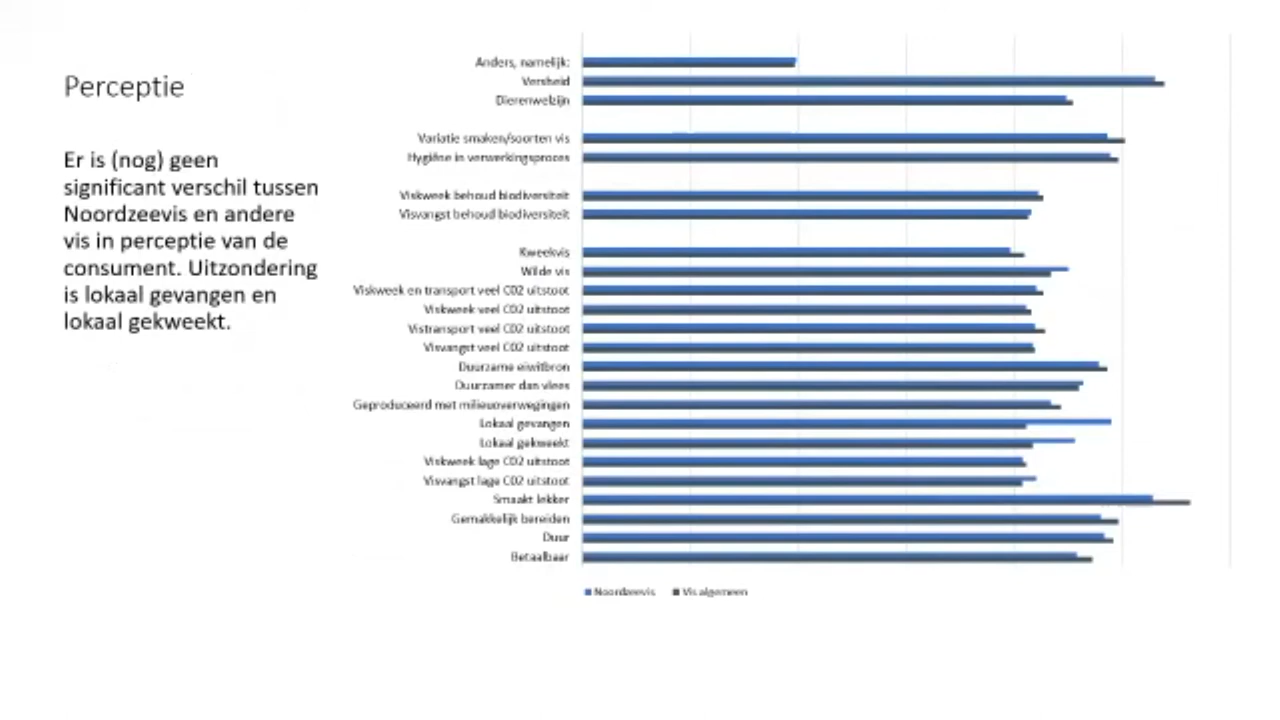 Perceptie
Er is (nog) geen
significant verschil tussen
Noordzeevis en andere
vis in perceptie van de
consument. Uitzondering
is lokaal gevangen en
lokaal gekweekt.
Anders, namelijk:
Versheid
Dierenwelzijn
Variatie smaken/soorten vis
Hygiëne in verwerkingsproces
Viskweek behoud biodiversiteit
Visvangst behoud biodiversiteit
Kweekvis
Wilde vis
Viskweek en transport veel CO2 uitstoot
Viskweek veel CO2 uitstoot
Vistransport veel CO2 uitstoot
Visvangst veel CO2 uitstoot
Duurzame eiwitbron
Duurzamer dan vlees
Geproduceerd met milieuoverwegingen
Lokaal gevangen
Lokaal gekweekt
Viskweek lage CO2 uitstoot
Visvangst lage CO2 uitstoot
Smaakt lekker
Gemakkelijk bereiden
Duur
Betaalbaar
Noordzeevis Vis algemeen